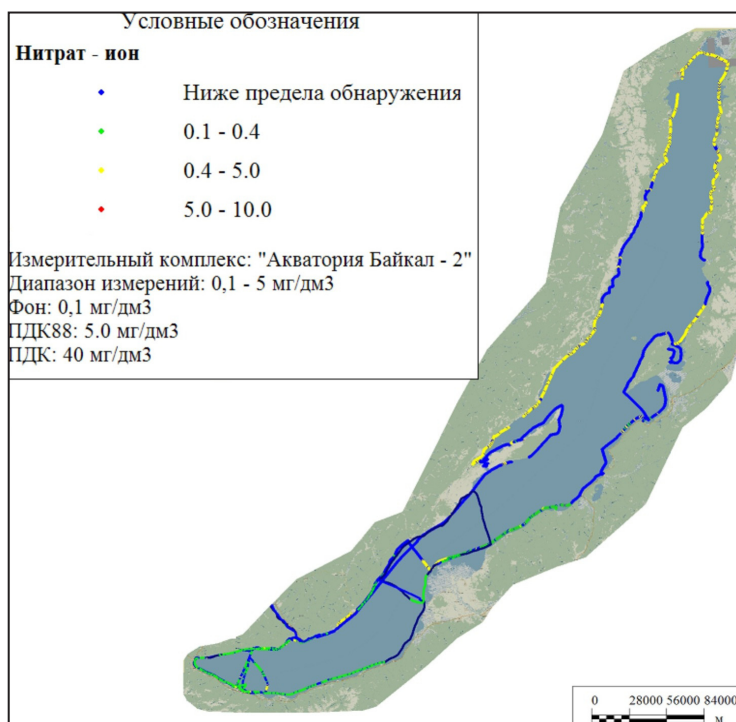 Условные обозначения
Нитрат - ион
Ниже предела обнаружения
0.1 - 0.4
0.4 - 5.0
5.0 - 10.0
Измерительный комплекс: "Акватория Байкал - 2"
Диапазон измерений: 0,1 - 5 мг/дм3
Фон: 0,1 мг/дм3
ПДК88: 5.0 мг/дм3
ПДК: 40 мг/дм3
0 28000 56000 84000
м